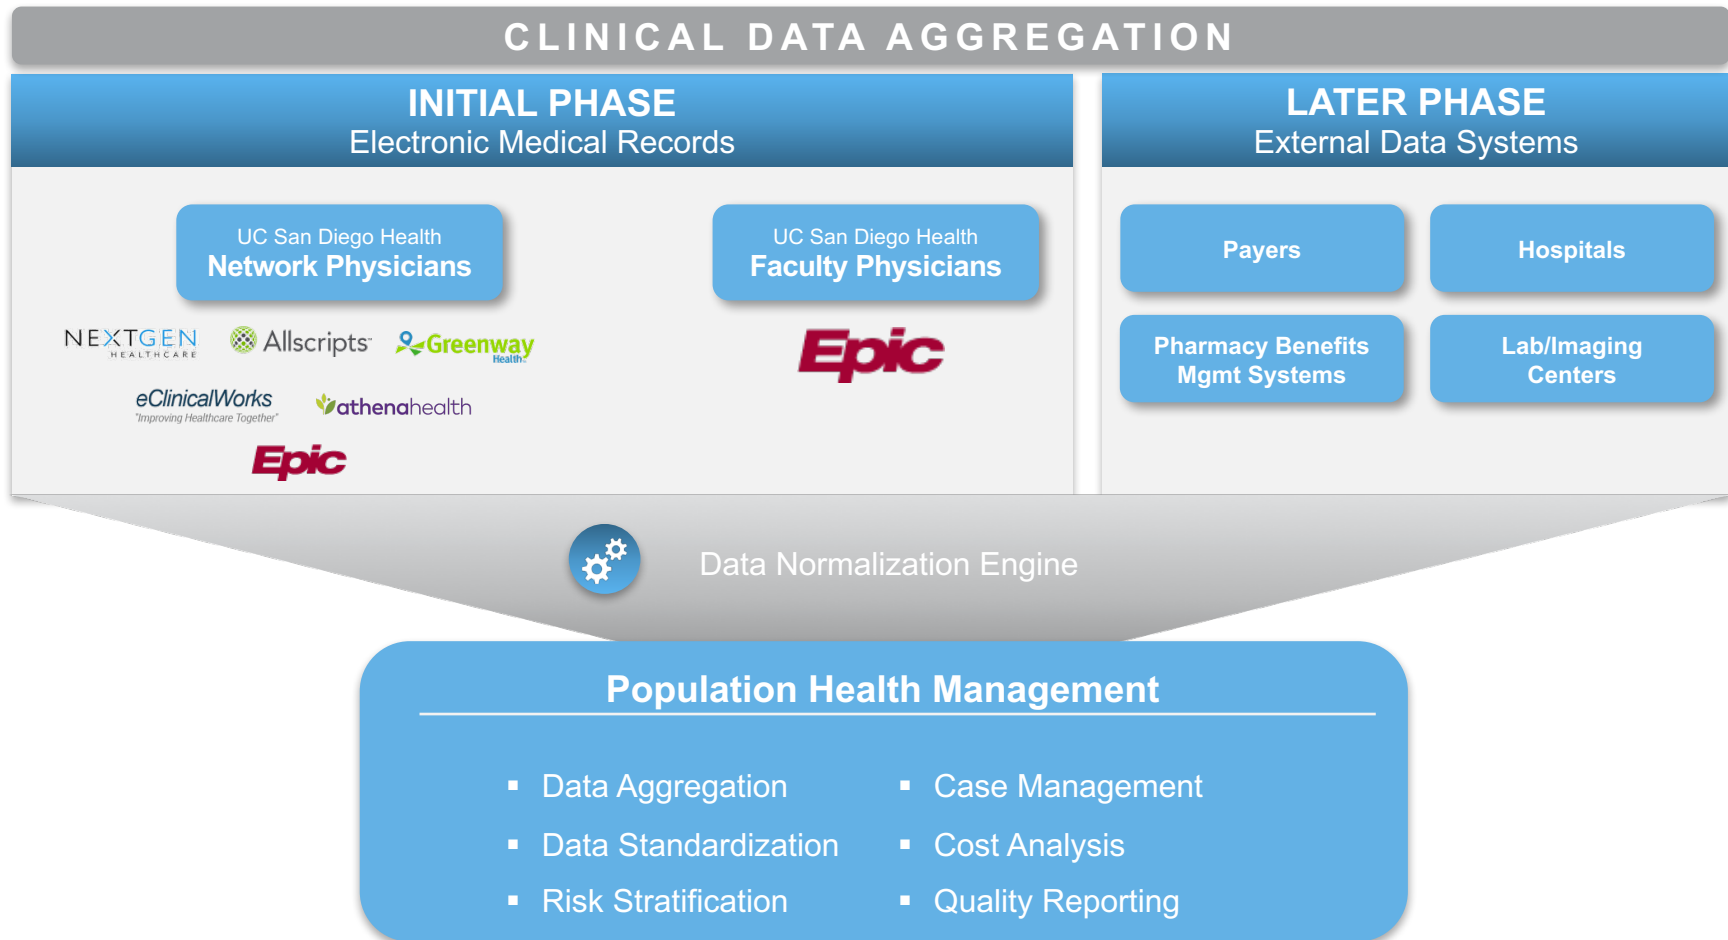 CLINICAL DATA AGGREGATION
INITIAL PHASE
Electronic Medical Records
UC San Diego Health
Network Physicians
UC San Diego Health
Faculty Physicians
NEXTGEN
HEALTHCARE
Allscripts™
Greenway
Health®
Epic
eClinicalWorks
"Improving Healthcare Together"
athenahealth
Epic
LATER PHASE
External Data Systems
Payers
Hospitals
Pharmacy Benefits
Mgmt Systems
Lab/Imaging
Centers
Data Normalization Engine
Population Health Management
▪ Data Aggregation
▪ Data Standardization
▪ Risk Stratification
▪ Case Management
▪ Cost Analysis
▪ Quality Reporting